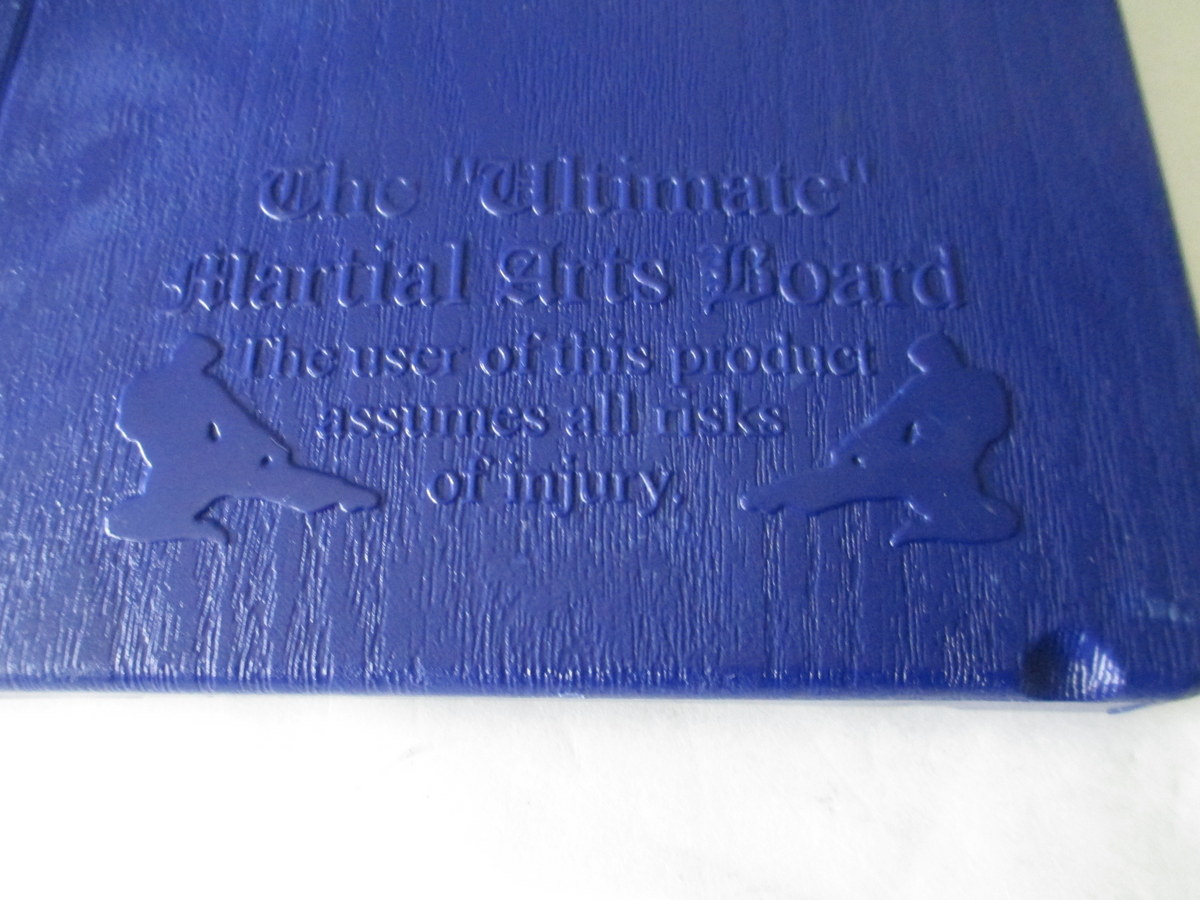 The "Ultimate"
Martial Arts Board
The user of this product
assumes all risks
of injury.